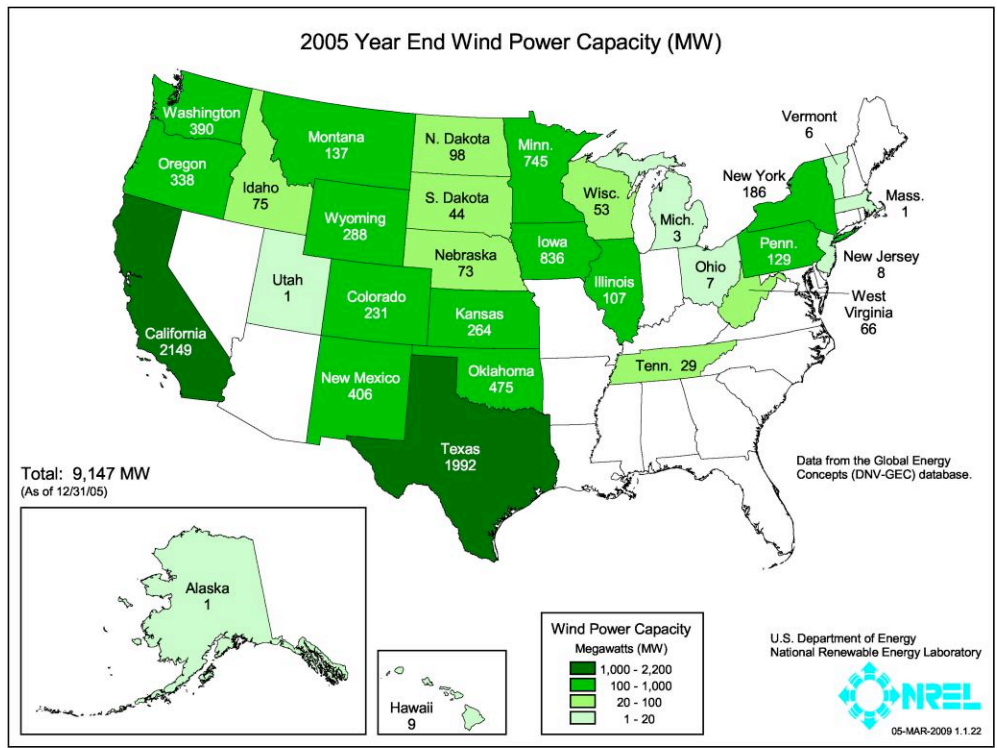 2005 Year End Wind Power Capacity (MW)
Washington
390
Oregon
338
Idaho
75
Montana
137
N. Dakota
98
Minn.
745
S. Dakota
44
Wisc.
53
Wyoming
288
Nebraska
73
Iowa
836
Mich.
3
Vermont
6
New York
186
Mass.
1
Penn.
129
New Jersey
8
Ohio
7
West
Virginia
66
Illinois
107
Utah
1
Colorado
231
Kansas
264
California
2149
New Mexico
406
Oklahoma
475
Tenn. 29
Texas
1992
Total: 9,147 MW
(As of 12/31/05)
Data from the Global Energy
Concepts (DNV-GEC) database.
Alaska
1
Hawaii
9
Wind Power Capacity
Megawatts (MW)
1,000 - 2,200
100 - 1,000
20 - 100
1 - 20
U.S. Department of Energy
National Renewable Energy Laboratory
NREL
05-MAR-2009 1.1.22